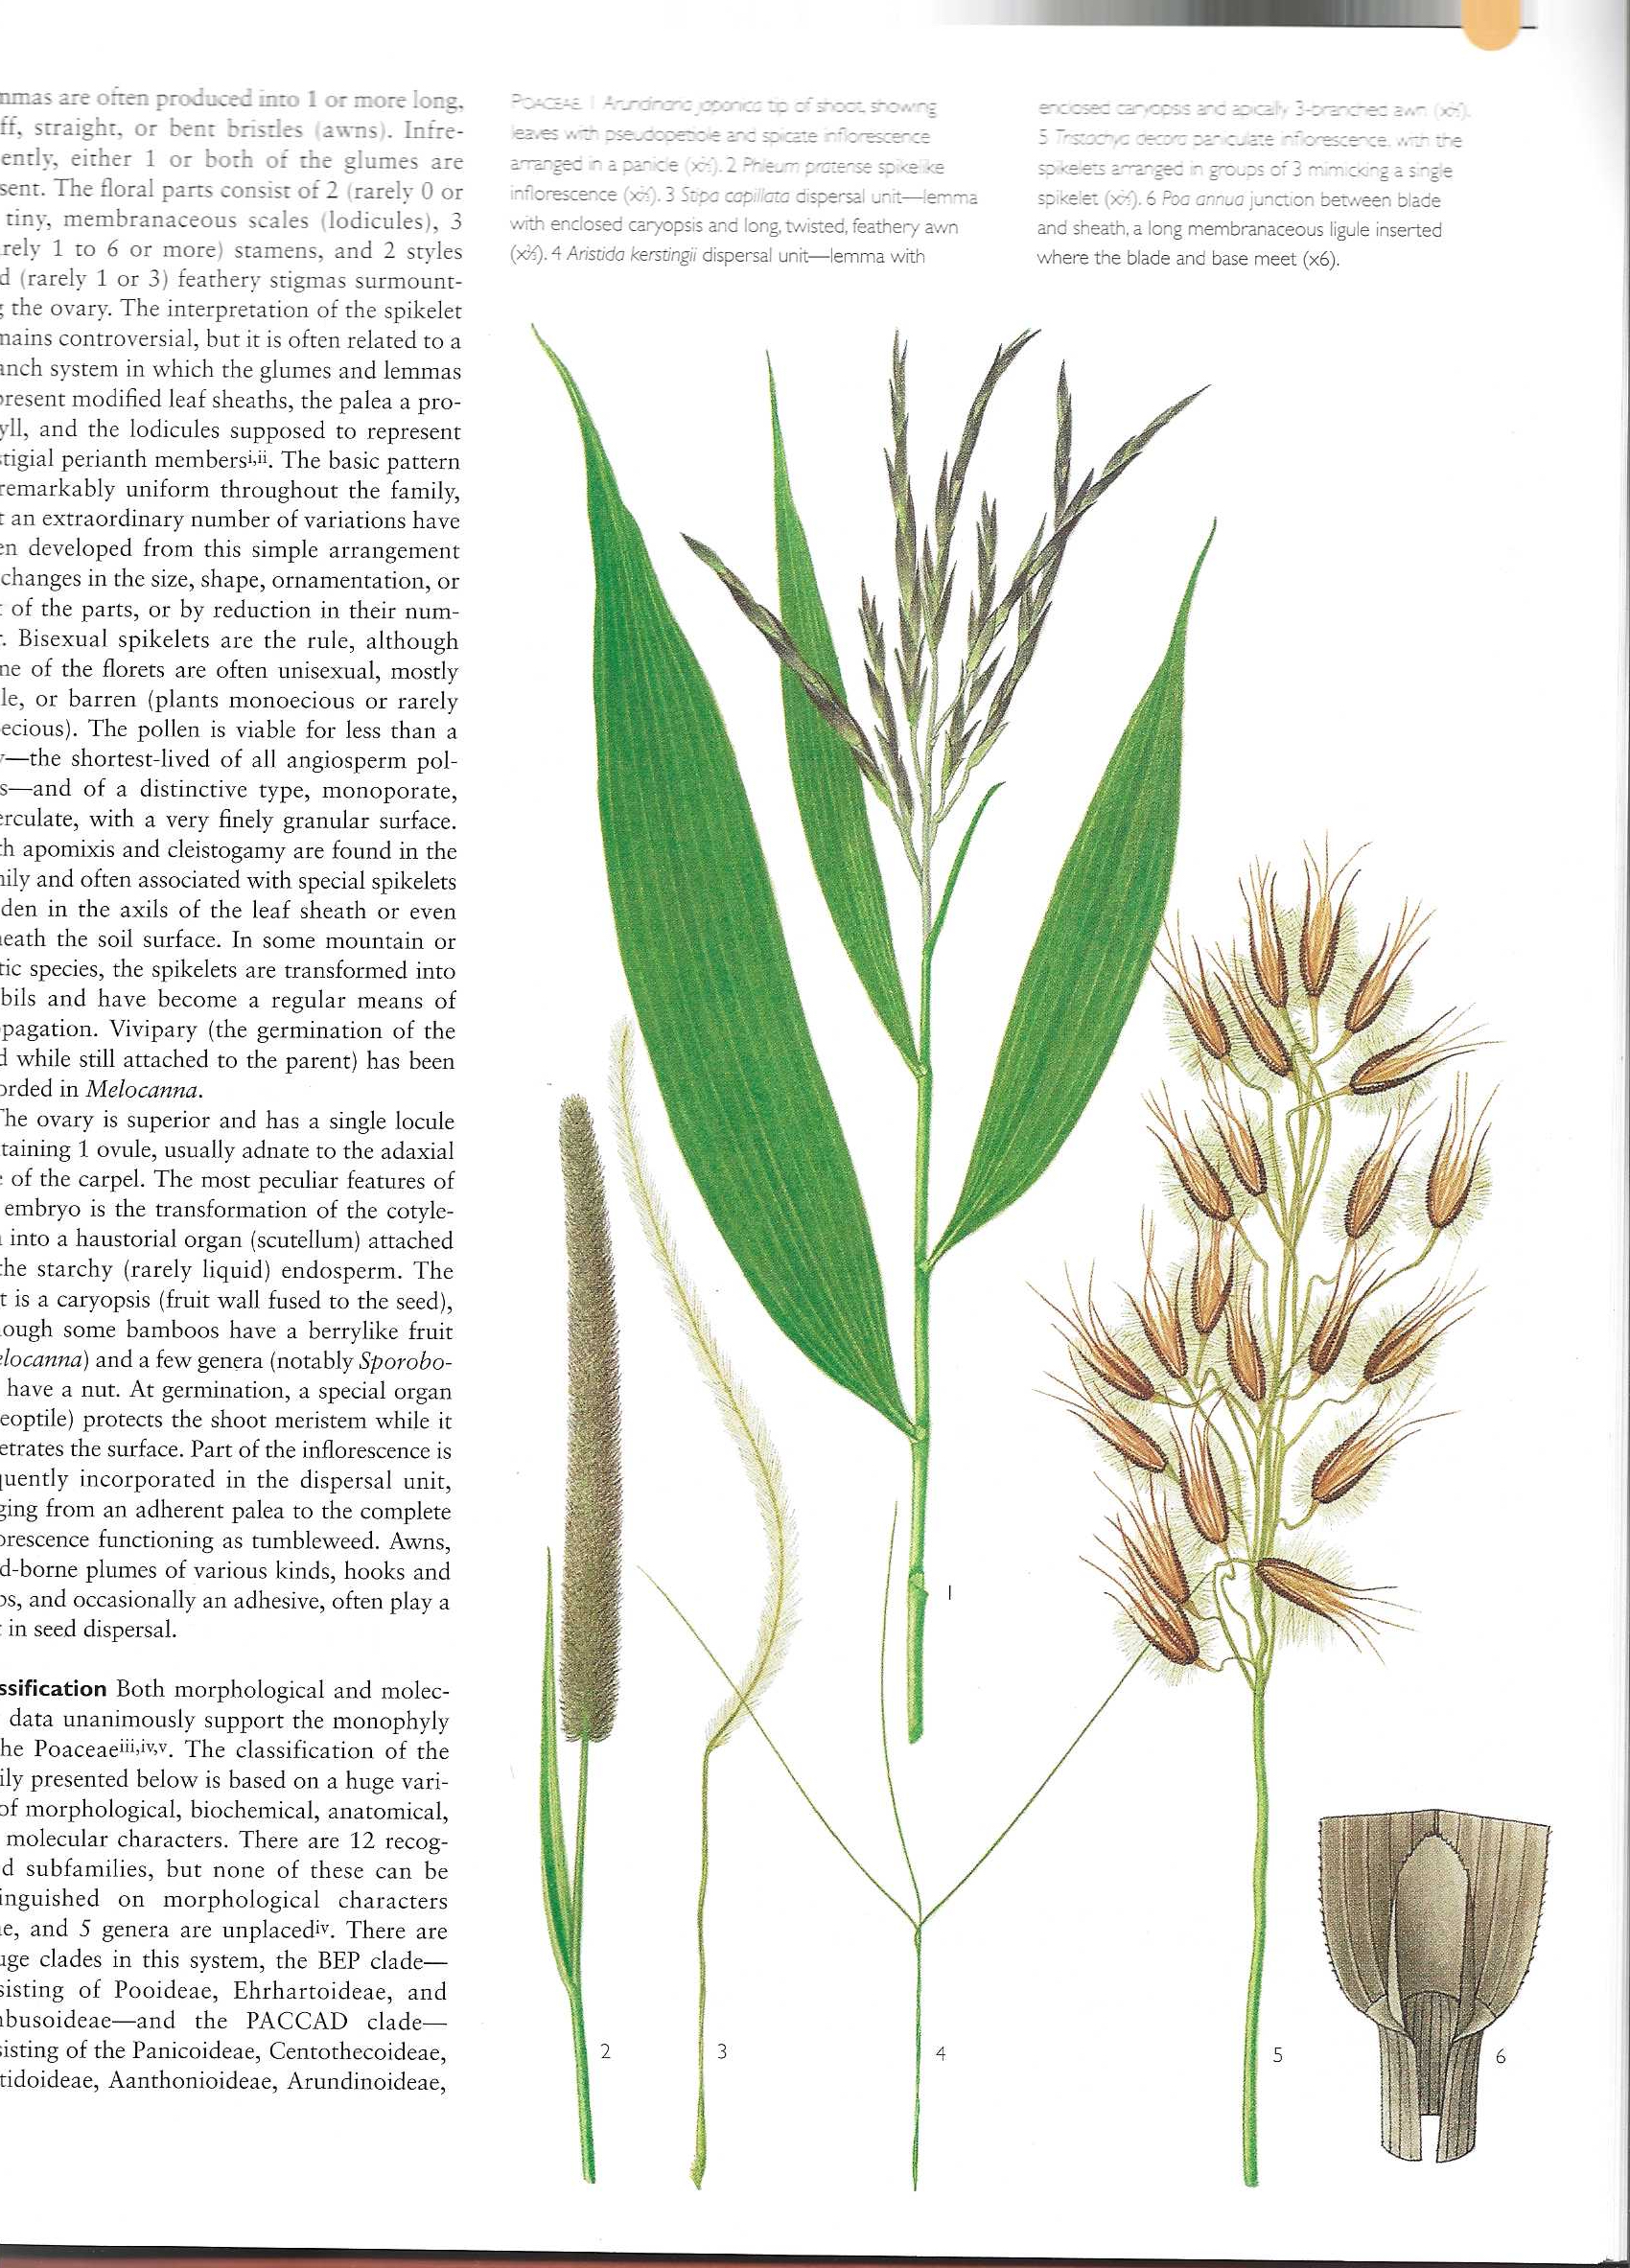 mmas are often produced into 1 or more long,
ff, straight, or bent bristles (awns). Infre-
ently, either 1 or both of the glumes are
sent. The floral parts consist of 2 (rarely 0 or
tiny, membranaceous scales (lodicules), 3
rely 1 to 6 or more) stamens, and 2 styles
d (rarely 1 or 3) feathery stigmas surmount-
g the ovary. The interpretation of the spikelet
mains controversial, but it is often related to a
anch system in which the glumes and lemmas
present modified leaf sheaths, the palea a pro-
yll, and the lodicules supposed to represent
stigial perianth membersi,ii. The basic pattern
remarkably uniform throughout the family,
t an extraordinary number of variations have
en developed from this simple arrangement
changes in the size, shape, ornamentation, or
t of the parts, or by reduction in their num-
r. Bisexual spikelets are the rule, although
me of the florets are often unisexual, mostly
le, or barren (plants monoecious or rarely
ecious). The pollen is viable for less than a
y—the shortest-lived of all angiosperm pol-
s—and of a distinctive type, monoporate,
erculate, with a very finely granular surface.
th apomixis and cleistogamy are found in the
mily and often associated with special spikelets
den in the axils of the leaf sheath or even
neath the soil surface. In some mountain or
tic species, the spikelets are transformed into
bils and have become a regular means of
pagation. Vivipary (the germination of the
d while still attached to the parent) has been
orded in Melocanna.
The ovary is superior and has a single locule
taining 1 ovule, usually adnate to the adaxial
e of the carpel. The most peculiar features of
embryo is the transformation of the cotyle-
n into a haustorial organ (scutellum) attached
the starchy (rarely liquid) endosperm. The
t is a caryopsis (fruit wall fused to the seed),
ough some bamboos have a berrylike fruit
elocanna) and a few genera (notably Sporobo-
have a nut. At germination, a special organ
eoptile) protects the shoot meristem while it
etrates the surface. Part of the inflorescence is
quently incorporated in the dispersal unit,
ging from an adherent palea to the complete
orescence functioning as tumbleweed. Awns,
d-borne plumes of various kinds, hooks and
os, and occasionally an adhesive, often play a
t in seed dispersal.
ssification Both morphological and molec-
data unanimously support the monophyly
he Poaceaeiii,iv,v. The classification of the
ily presented below is based on a huge vari-
of morphological, biochemical, anatomical,
molecular characters. There are 12 recog-
d subfamilies, but none of these can be
inguished on morphological characters
ne, and 5 genera are unplacediv. There are
uge clades in this system, the BEP clade—
sisting of Pooideae, Ehrhartoideae, and
mbusoideae—and the PACCAD clade—
sisting of the Panicoideae, Centothecoideae,
tidoideae, Aanthonioideae, Arundinoideae,
POACEAE. 1 Arundinaria japonica tip of shoot, showing
leaves with pseudopetiole and spicate inflorescence
arranged in a panicle (x⅔). 2 Phleum pratense spikelike
inflorescence (x⅔). 3 Stipa capillata dispersal unit—lemma
with enclosed caryopsis and long, twisted, feathery awn
(x⅔). 4 Aristida kerstingii dispersal unit—lemma with
enclosed caryopsis and apically 3-branched awn (x⅔).
5 Tristachya decora paniculate inflorescence, with the
spikelets arranged in groups of 3 mimicking a single
spikelet (x⅔). 6 Poa annua junction between blade
and sheath, a long membranaceous ligule inserted
where the blade and base meet (x6).
1
2
3
4
5
6